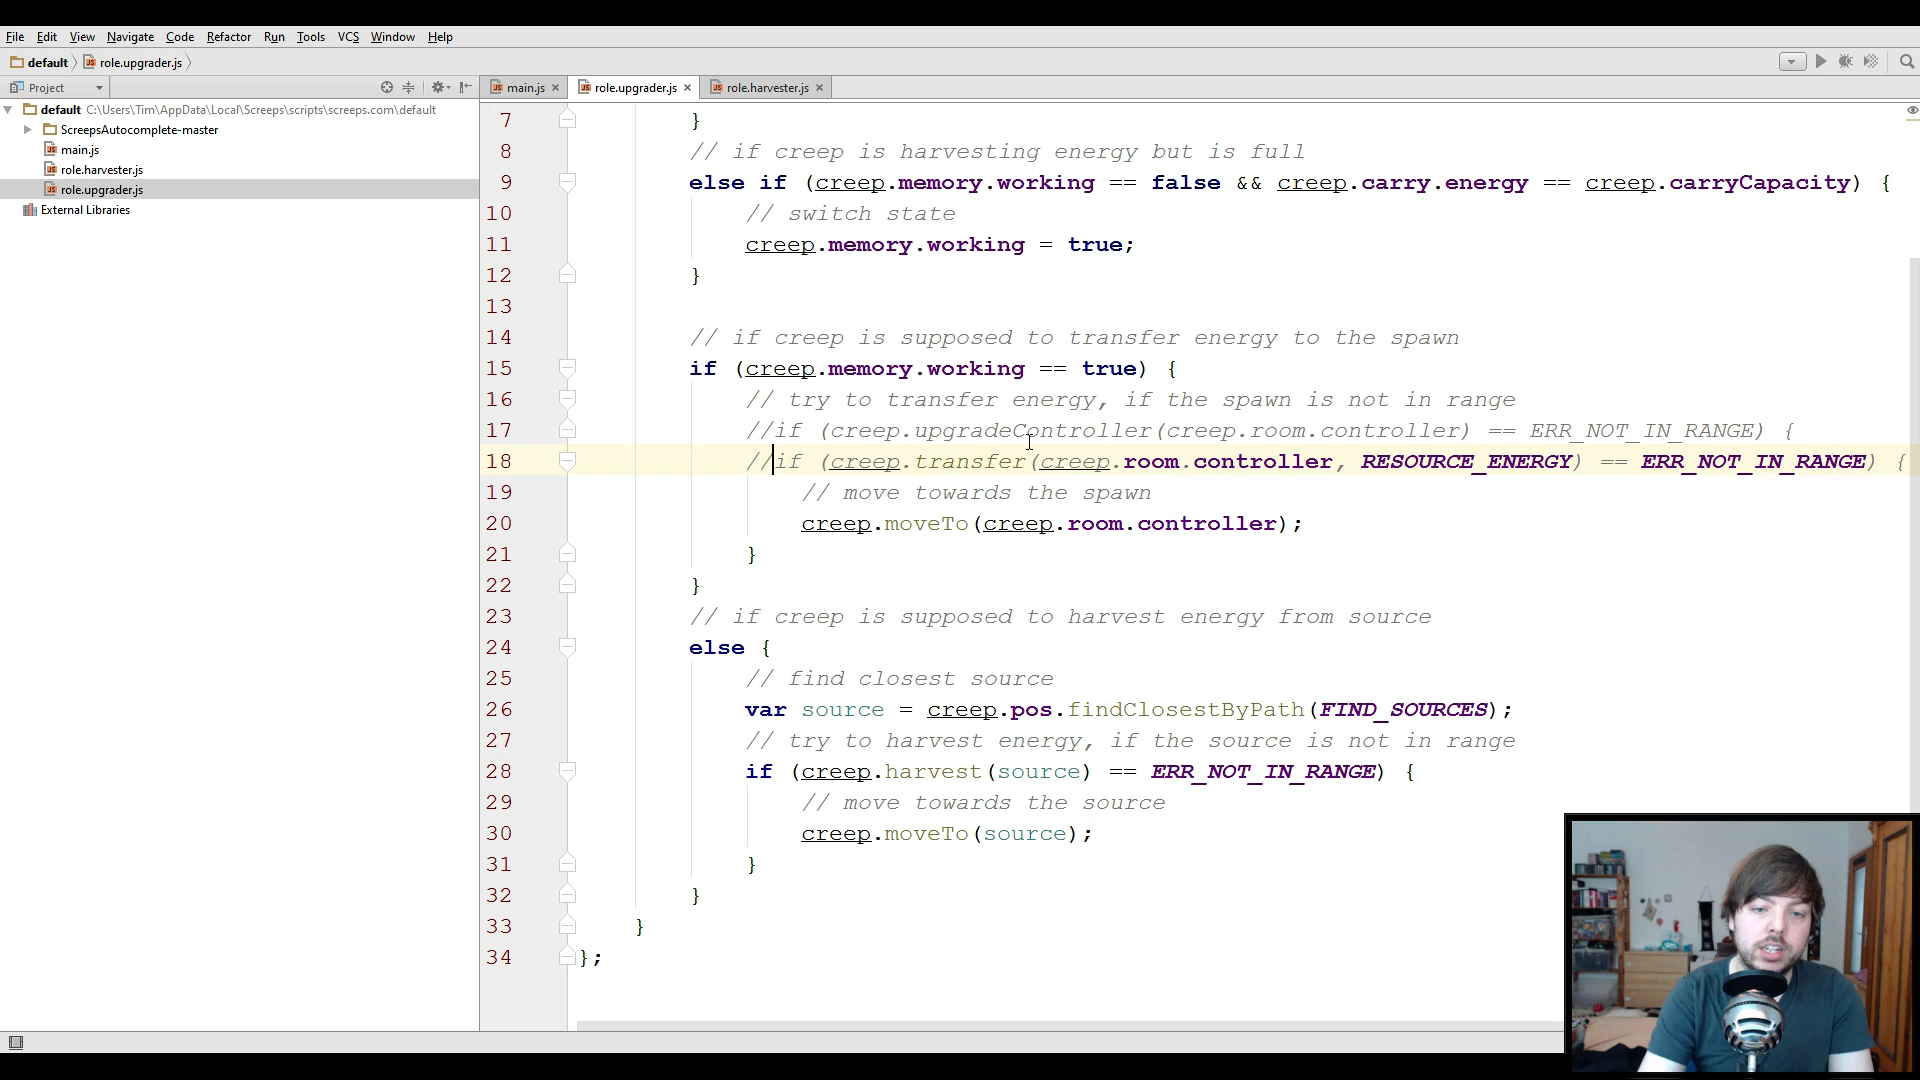 File Edit View Navigate Code Refactor Run Tools VCS Window Help
default role.upgrader.js
Project
main.js role.upgrader.js role.harvester.js
default C:\Users\Tim\AppData\Local\Screeps\scripts\screeps.com\default
ScreepsAutocomplete-master
main.js
role.harvester.js
role.upgrader.js
External Libraries
7 }
8 // if creep is harvesting energy but is full
9 else if (creep.memory.working == false && creep.carry.energy == creep.carryCapacity) {
10 // switch state
11 creep.memory.working = true;
12 }
13
14 // if creep is supposed to transfer energy to the spawn
15 if (creep.memory.working == true) {
16 // try to transfer energy, if the spawn is not in range
17 //if (creep.upgradeController(creep.room.controller) == ERR_NOT_IN_RANGE) {
18 //if (creep.transfer(creep.room.controller, RESOURCE_ENERGY) == ERR_NOT_IN_RANGE) {
19 // move towards the spawn
20 creep.moveTo(creep.room.controller);
21 }
22 }
23 // if creep is supposed to harvest energy from source
24 else {
25 // find closest source
26 var source = creep.pos.findClosestByPath(FIND_SOURCES);
27 // try to harvest energy, if the source is not in range
28 if (creep.harvest(source) == ERR_NOT_IN_RANGE) {
29 // move towards the source
30 creep.moveTo(source);
31 }
32 }
33 }
34 };